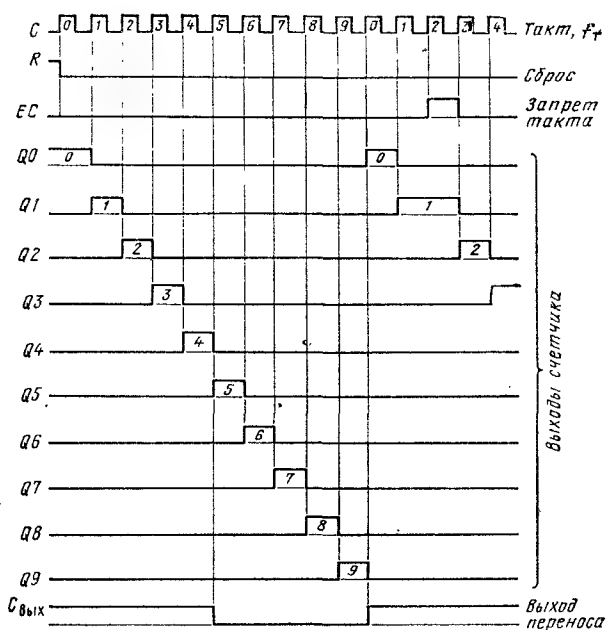 C 0 1 2 3 4 5 6 7 8 9 0 1 2 3 4 Такт, fт
R Сброс
EC Запрет
такта
Q0 0 0
Q1 1 1
Q2 2 2
Q3 3
Q4 4
Q5 5
Q6 6
Q7 7
Q8 8
Q9 9
Выходы счетчика
Cвых Выход
переноса